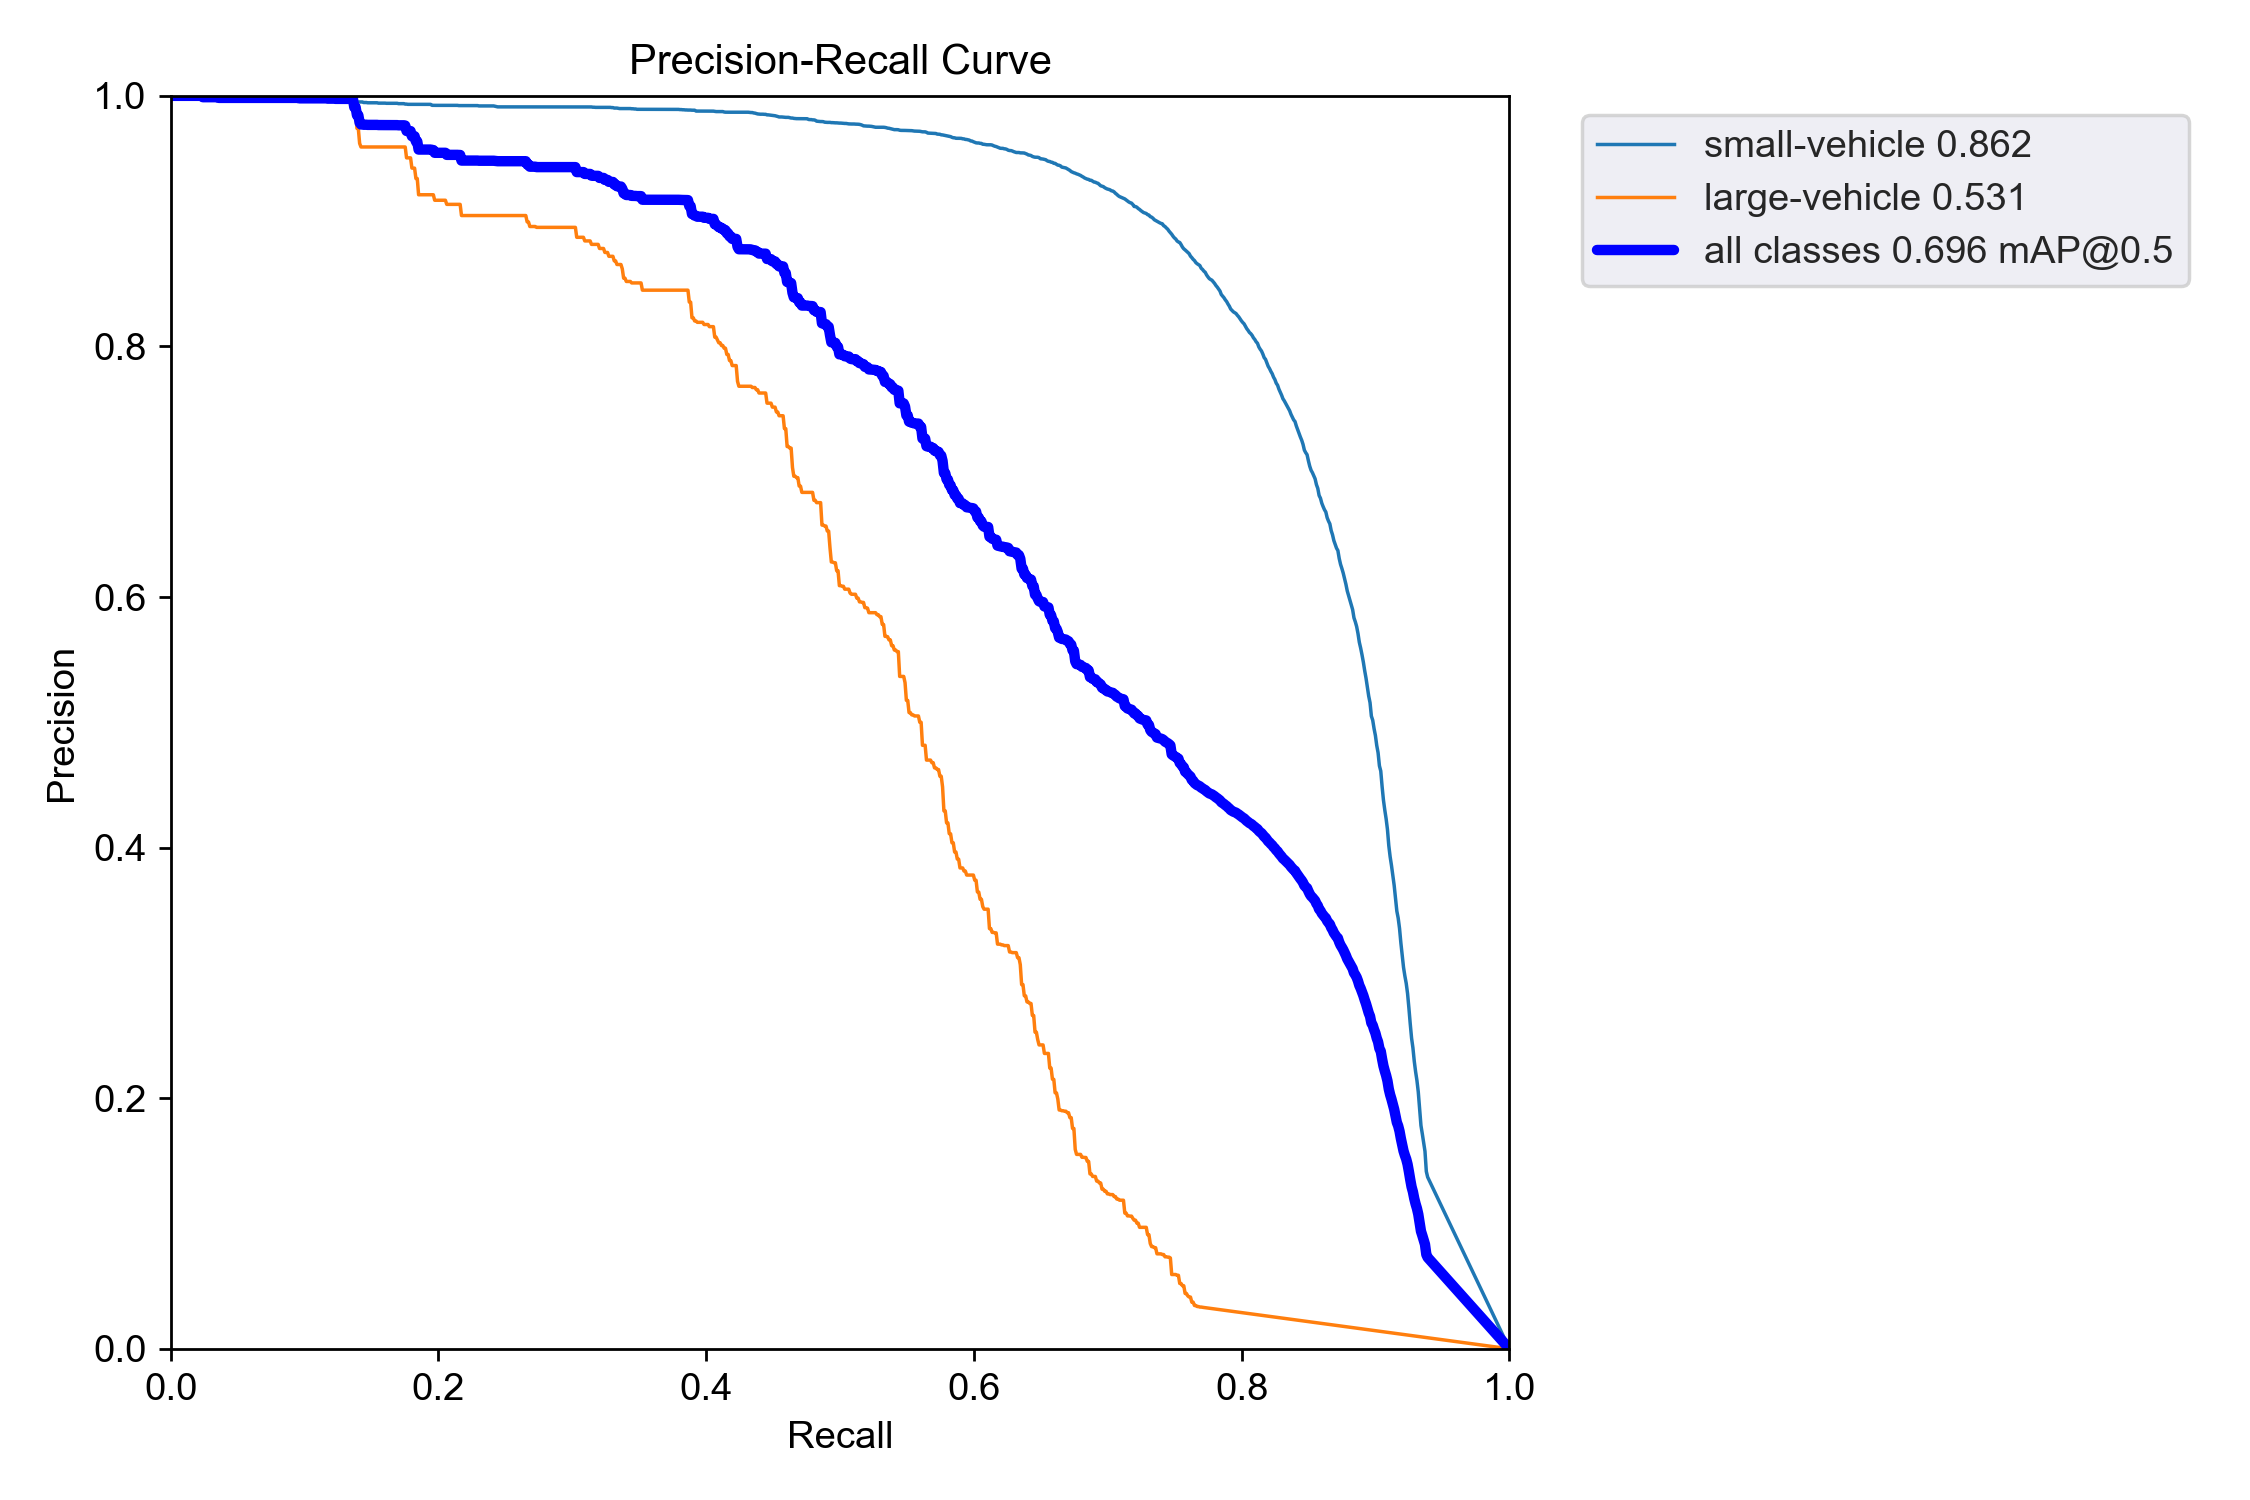 Precision-Recall Curve
1.0
0.8
0.6
0.4
0.2
0.0
Precision
0.0 0.2 0.4 0.6 0.8 1.0
Recall
small-vehicle 0.862
large-vehicle 0.531
all classes 0.696 mAP@0.5